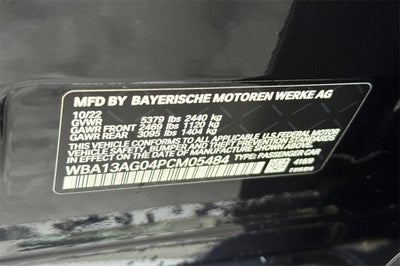 MFD BY BAYERISCHE MOTOREN WERKE AG
10/22
GVWR 5379 lbs 2440 kg
GAWR FRONT 2469 lbs 1120 kg
GAWR REAR 3095 lbs 1404 kg
THIS VEHICLE CONFORMS TO ALL APPLICABLE U.S. FEDERAL MOTOR
VEHICLE SAFETY, BUMPER AND THEFT PREVENTION STANDARDS
IN EFFECT ON THE DATE OF MANUFACTURE SHOWN ABOVE.
WBA13AG04PCM05484 TYPE: PASSENGER CAR